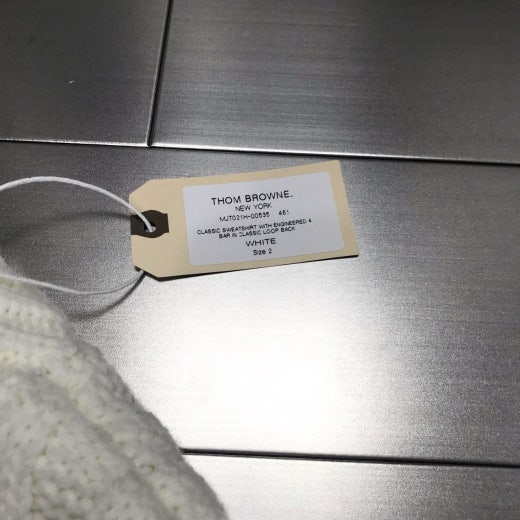 THOM BROWNE.
NEW YORK
MJT021H-00535 461
CLASSIC SWEATSHIRT WITH ENGINEERED 4
BAR IN CLASSIC LOOP BACK
WHITE
Size: 2